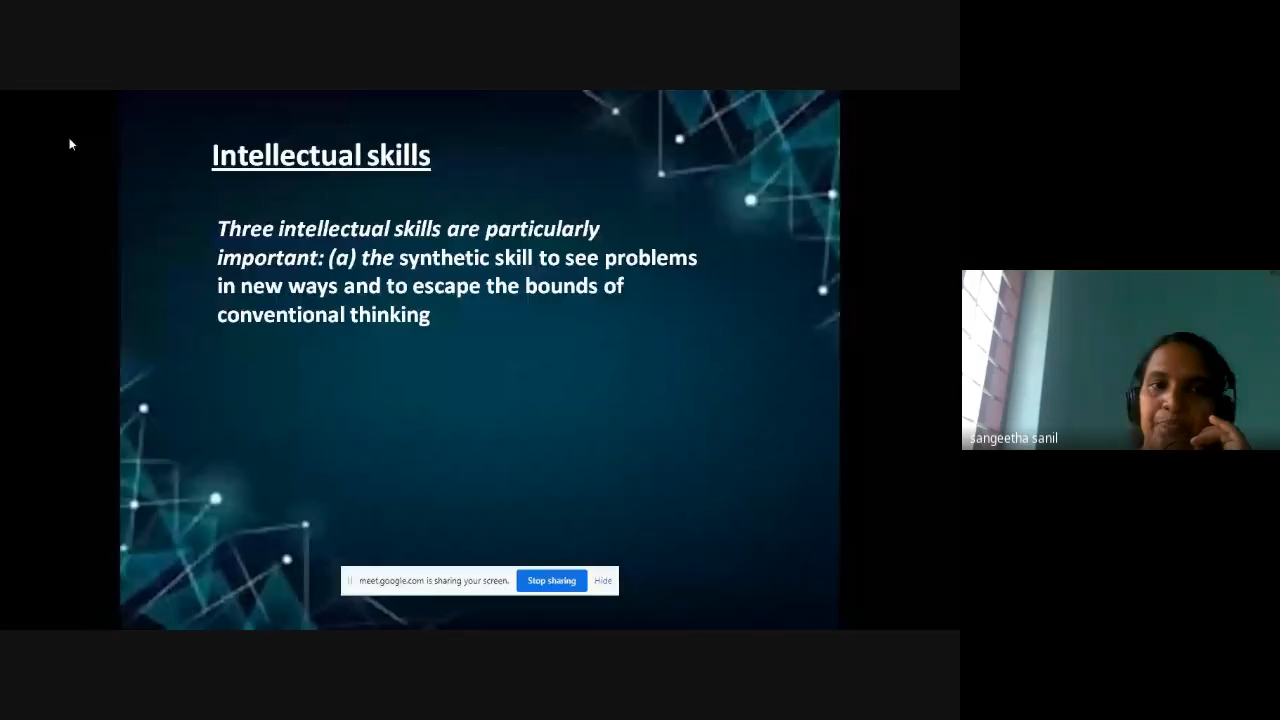 Intellectual skills
Three intellectual skills are particularly
important: (a) the synthetic skill to see problems
in new ways and to escape the bounds of
conventional thinking
meet.google.com is sharing your screen.
Stop sharing
Hide
sangeetha sanil